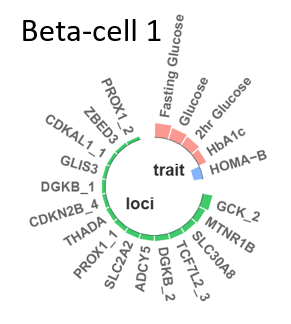 Beta-cell 1
Fasting Glucose
Glucose
2hr Glucose
HbA1c
HOMA-B
trait
loci
GCK_2
MTNR1B
SLC30A8
TCF7L2_3
DGKB_2
ADCY5
SLC2A2
PROX1_1
THADA
CDKN2B_4
DGKB_1
GLIS3
CDKAL1_1
ZBED3
PROX1_2